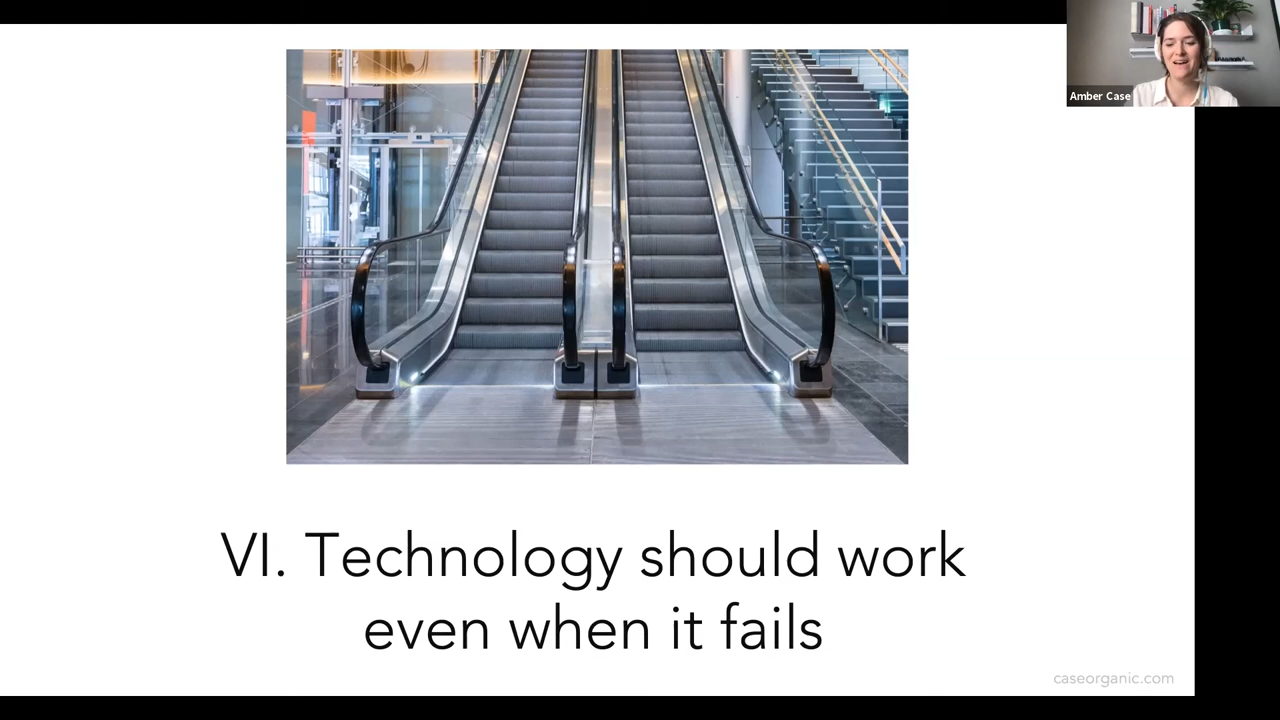 Amber Case
VI. Technology should work
even when it fails
caseorganic.com